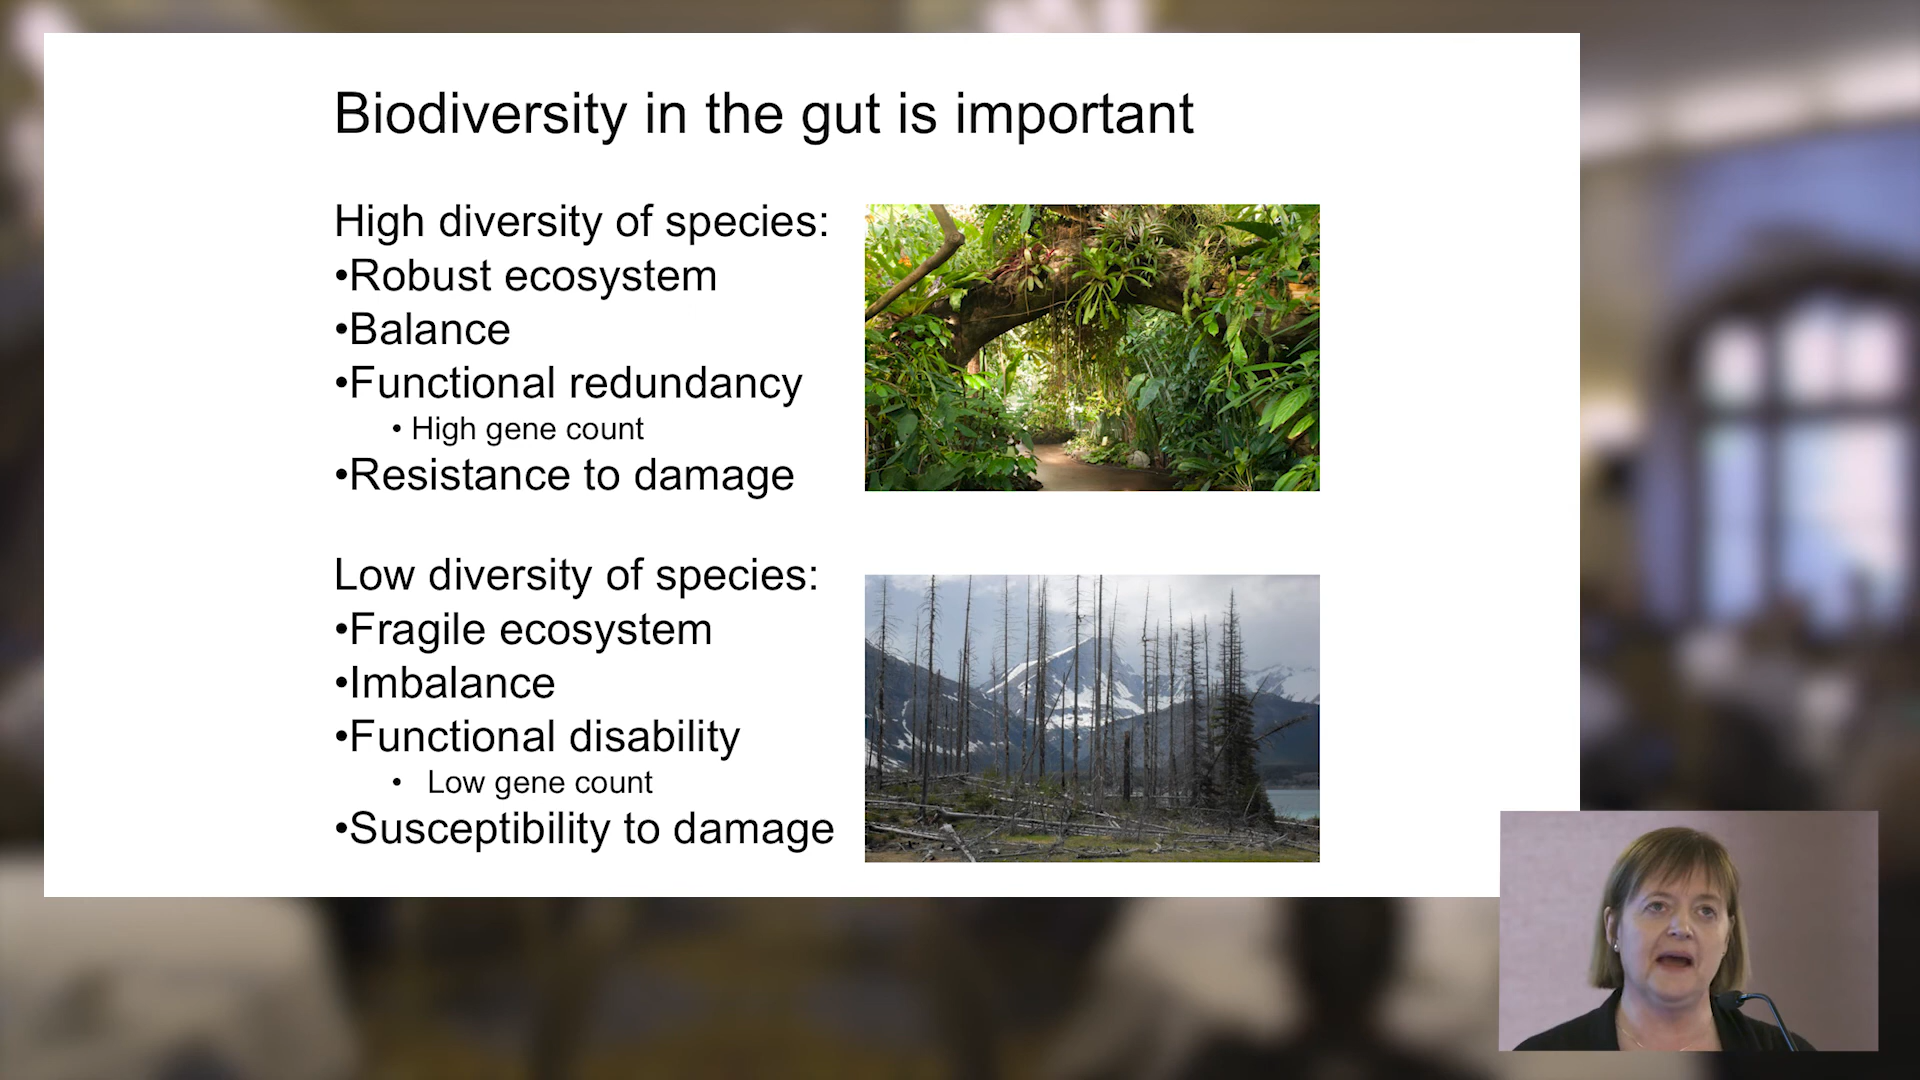 Biodiversity in the gut is important
High diversity of species:
•Robust ecosystem
•Balance
•Functional redundancy
• High gene count
•Resistance to damage
Low diversity of species:
•Fragile ecosystem
•Imbalance
•Functional disability
• Low gene count
•Susceptibility to damage